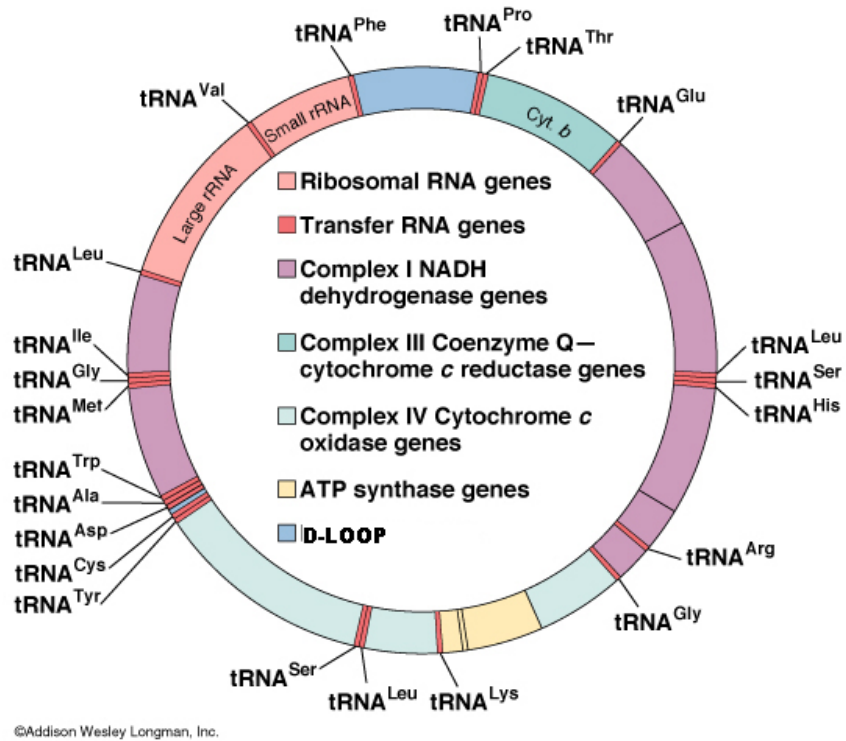 tRNAPhe
tRNAPro
tRNAThr
tRNAVal
Small rRNA
Cyt. b
tRNAGlu
Large rRNA
Ribosomal RNA genes
Transfer RNA genes
Complex I NADH
dehydrogenase genes
Complex III Coenzyme Q—
cytochrome c reductase genes
Complex IV Cytochrome c
oxidase genes
ATP synthase genes
D-LOOP
tRNALeu
tRNAIle
tRNAGly
tRNAMet
tRNALeu
tRNASer
tRNAHis
tRNATrp
tRNAAla
tRNAAsp
tRNACys
tRNATyr
tRNAArg
tRNAGly
tRNASer
tRNALeu
tRNALys
©Addison Wesley Longman, Inc.